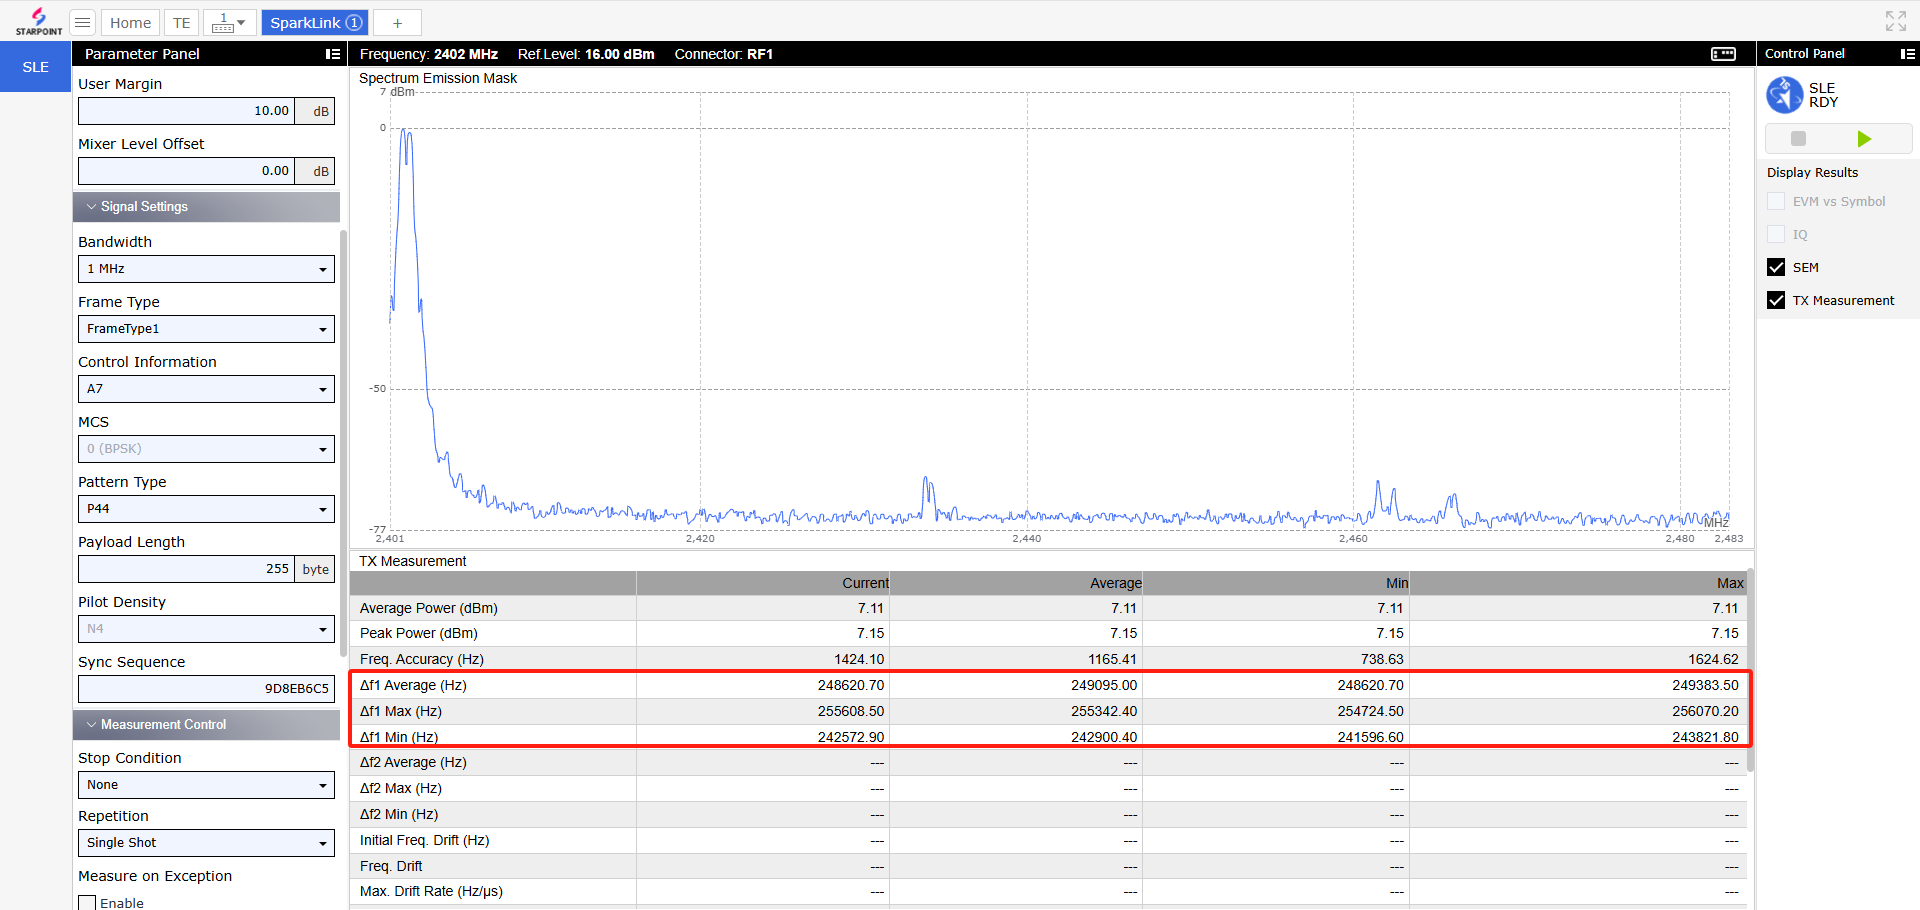 STARPOINT
Home
TE
1
SparkLink 1
+
SLE
Parameter Panel
User Margin
10.00 dB
Mixer Level Offset
0.00 dB
Signal Settings
Bandwidth
1 MHz
Frame Type
FrameType1
Control Information
A7
MCS
0 (BPSK)
Pattern Type
P44
Payload Length
255 byte
Pilot Density
N4
Sync Sequence
9D8EB6C5
Measurement Control
Stop Condition
None
Repetition
Single Shot
Measure on Exception
Enable
Frequency: 2402 MHz Ref.Level: 16.00 dBm Connector: RF1
Spectrum Emission Mask
7 dBm
0
-50
-77
MHz
2,401 2,420 2,440 2,460 2,480 2,483
TX Measurement
Current Average Min Max
Average Power (dBm) 7.11 7.11 7.11 7.11
Peak Power (dBm) 7.15 7.15 7.15 7.15
Freq. Accuracy (Hz) 1424.10 1165.41 738.63 1624.62
Δf1 Average (Hz) 248620.70 249095.00 248620.70 249383.50
Δf1 Max (Hz) 255608.50 255342.40 254724.50 256070.20
Δf1 Min (Hz) 242572.90 242900.40 241596.60 243821.80
Δf2 Average (Hz) --- --- --- ---
Δf2 Max (Hz) --- --- --- ---
Δf2 Min (Hz) --- --- --- ---
Initial Freq. Drift (Hz) --- --- --- ---
Freq. Drift --- --- --- ---
Max. Drift Rate (Hz/μs) --- --- --- ---
Control Panel
SLE
RDY
Display Results
EVM vs Symbol
IQ
SEM
TX Measurement